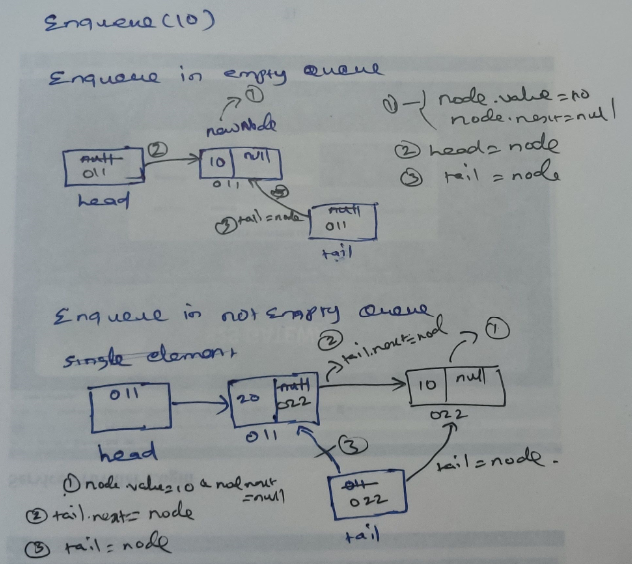 Enqueue(10)
Enqueue in empty Queue
①
newNode
① node.value=10
node.next=null
② head = node
③ tail = node
null
011
head
②
10 null
011
③ tail=node
null
011
tail
Enqueue in not Empty Queue
single element
② tail.next=nod
①
011
head
20 null
022
011
10 null
022
③
tail=node.
011
022
tail
① node value=10 & nod next
=null
② tail.next= node
③ tail = node